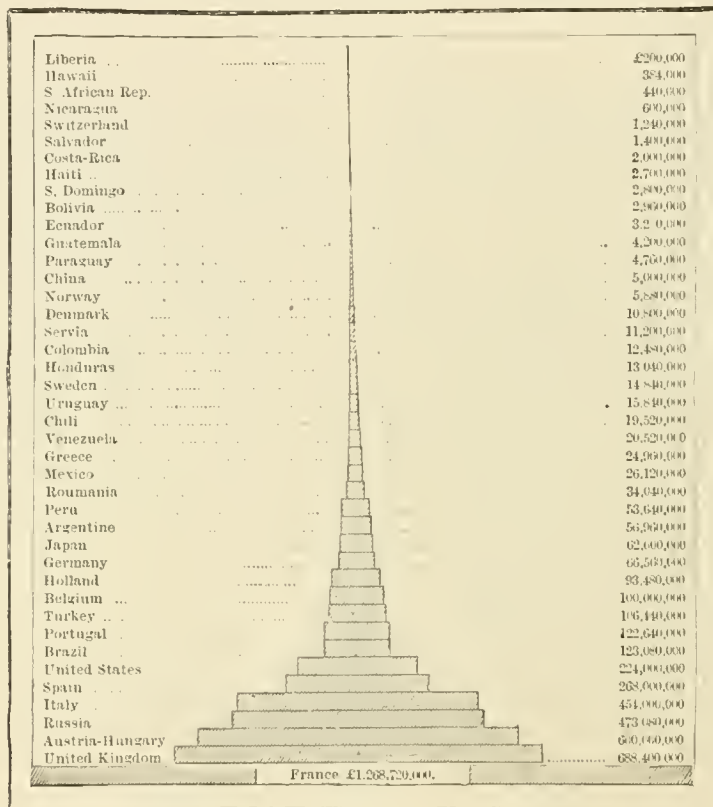 Liberia £200,000
Hawaii 384,000
S African Rep. 440,000
Nicaragua 600,000
Switzerland 1,240,000
Salvador 1,400,000
Costa-Rica 2,000,000
Haiti 2,700,000
S. Domingo 2,800,000
Bolivia 2,960,000
Ecuador
Guatemala 4,200,000
Paraguay 4,760,000
China 5,000,000
Norway 5,880,000
Denmark 10,800,000
Servia 11,200,000
Colombia 12,480,000
Honduras 13 040,000
Sweden 14 840,000
Uruguay 15,840,000
Chili 19,520,000
Venezuela 20,520,000
Greece 24,960,000
Mexico 26,120,000
Roumania 34,040,000
Peru 53,640,000
Argentine 56,960,000
Japan 62,600,000
Germany 66,560,000
Holland 93,480,000
Belgium 100,000,000
Turkey 106,440,000
Portugal 122,640,000
Brazil 123,080,000
United States 224,000,000
Spain 268,000,000
Italy 454,000,000
Russia 473 080,000
Austria-Hungary
United Kingdom 688,400 000
France £1.268,720,000.